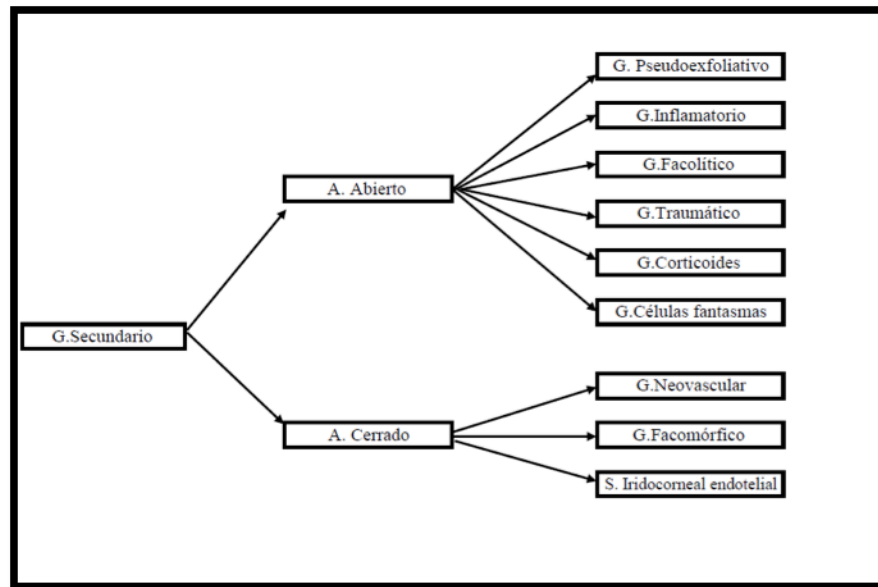 G. Pseudoexfoliativo
G.Inflamatorio
G.Facolítico
A. Abierto
G.Traumático
G.Corticoides
G.Células fantasmas
G.Secundario
G.Neovascular
A. Cerrado
G.Facomórfico
S. Iridocorneal endotelial